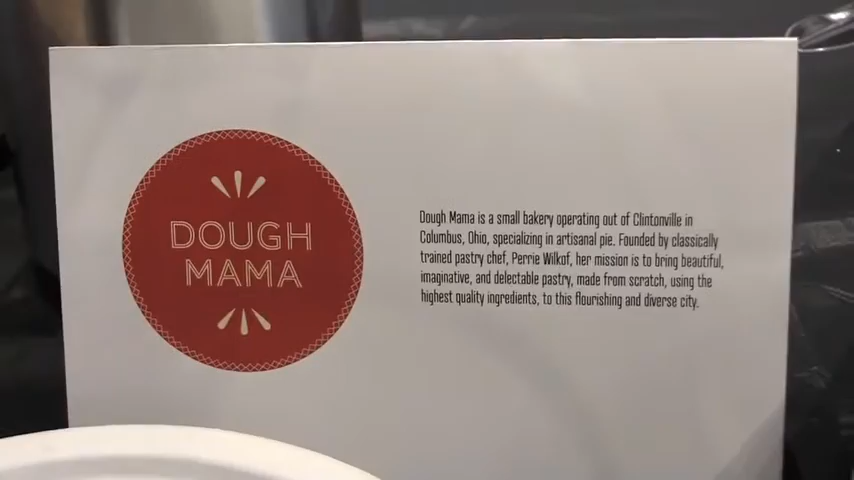 DOUGH
MAMA
Dough Mama is a small bakery operating out of Clintonville in
Columbus, Ohio, specializing in artisanal pie. Founded by classically
trained pastry chef, Perrie Wilkof, her mission is to bring beautiful,
imaginative, and delectable pastry, made from scratch, using the
highest quality ingredients, to this flourishing and diverse city.